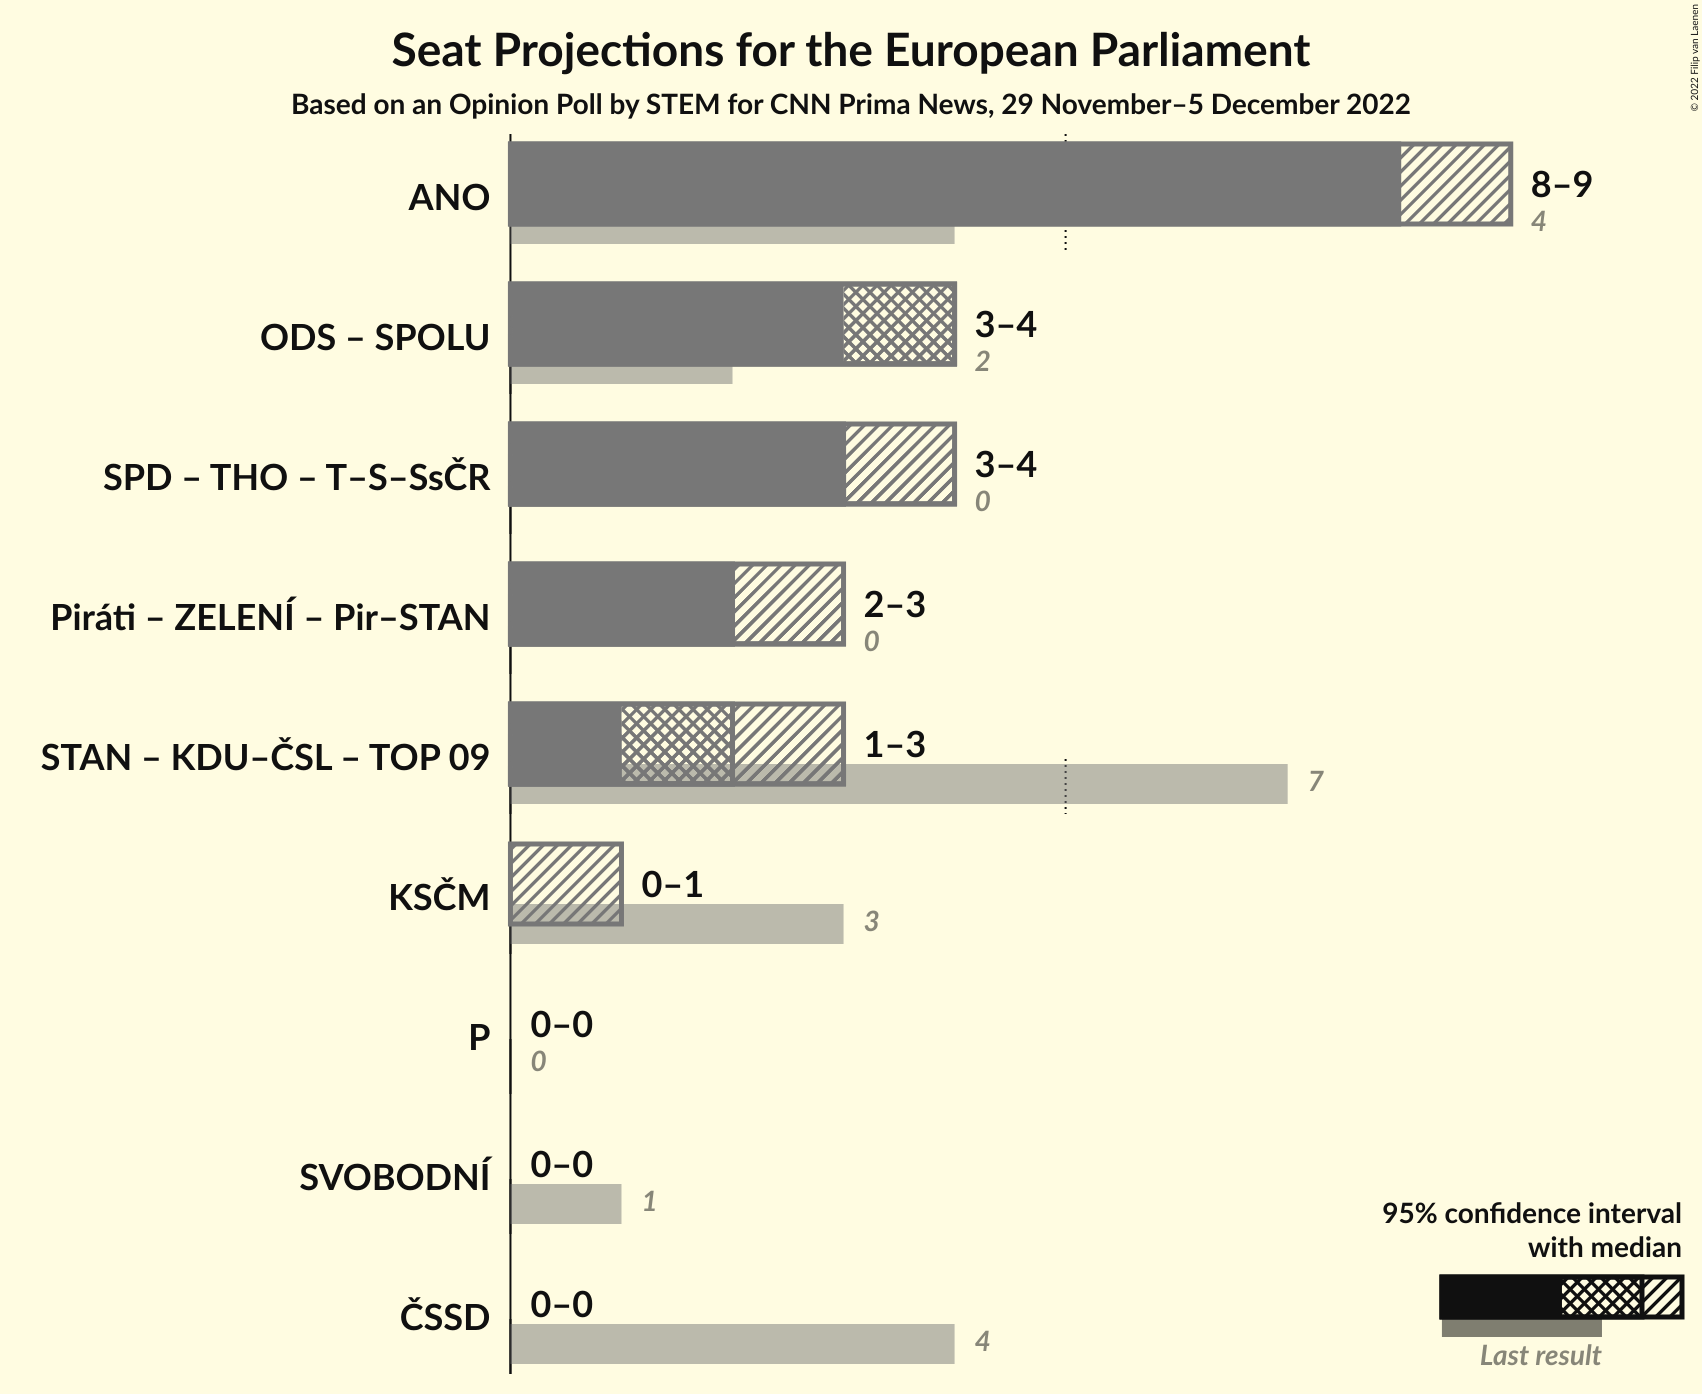 Seat Projections for the European Parliament
Based on an Opinion Poll by STEM for CNN Prima News, 29 November–5 December 2022
© 2022 Filip van Laenen
ANO
8–9
4
ODS – SPOLU
3–4
2
SPD – THO – T–S–SsČR
3–4
0
Piráti – ZELENÍ – Pir–STAN
2–3
0
STAN – KDU–ČSL – TOP 09
1–3
7
KSČM
0–1
3
P
0–0
0
SVOBODNÍ
0–0
1
ČSSD
0–0
4
95% confidence interval
with median
Last result